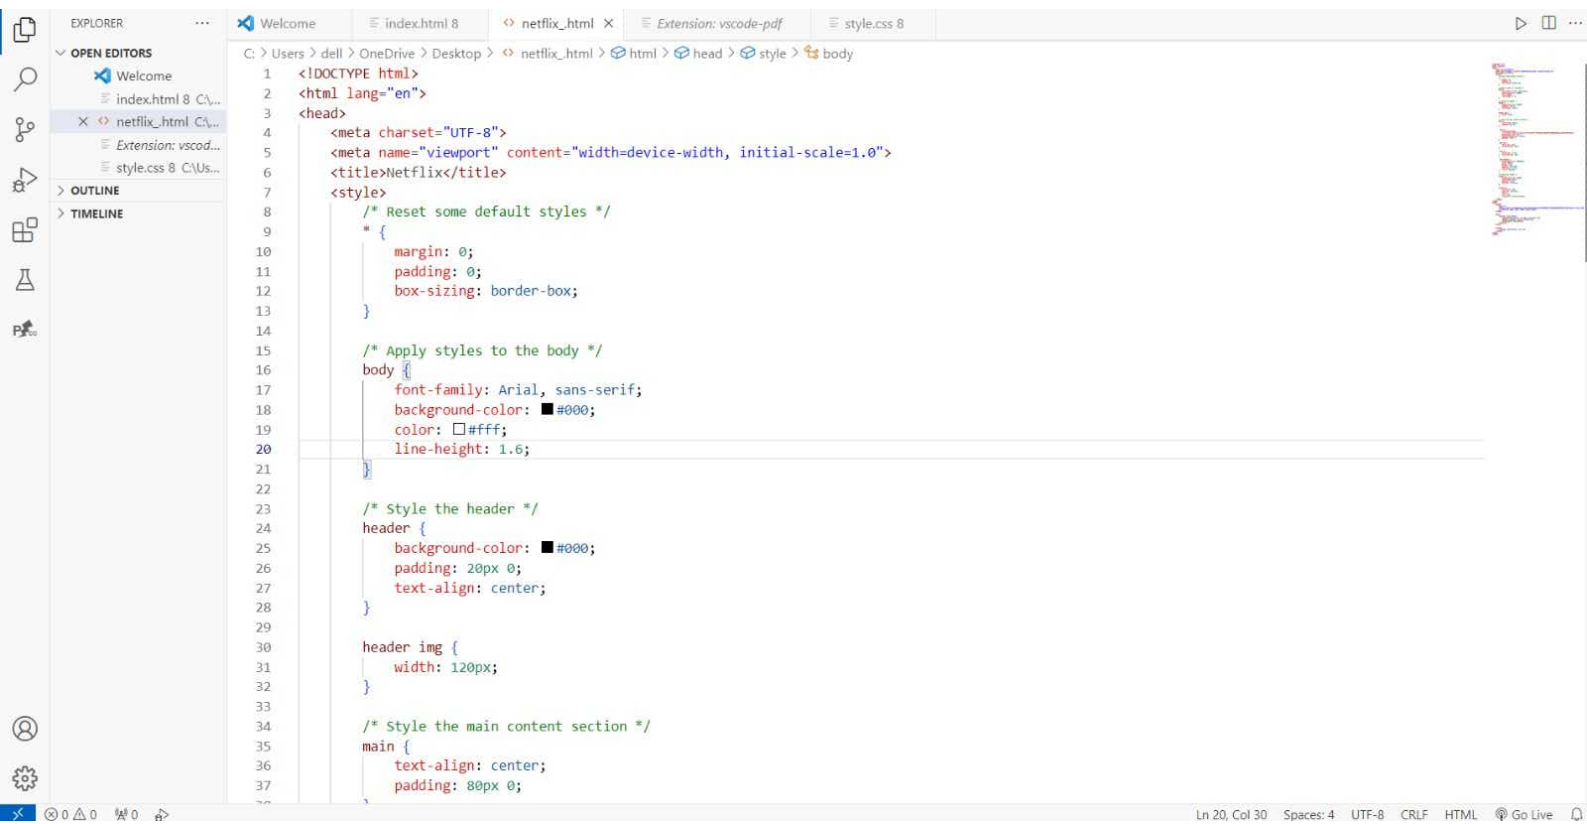 EXPLORER ···
OPEN EDITORS
Welcome
index.html 8 C:\...
netflix_.html C:\...
Extension: vscod...
style.css 8 C:\Us...
OUTLINE
TIMELINE
Welcome index.html 8 netflix_.html Extension: vscode-pdf style.css 8
C: > Users > dell > OneDrive > Desktop > netflix_.html > html > head > style > body
1 <!DOCTYPE html>
2 <html lang="en">
3 <head>
4 <meta charset="UTF-8">
5 <meta name="viewport" content="width=device-width, initial-scale=1.0">
6 <title>Netflix</title>
7 <style>
8 /* Reset some default styles */
9 * {
10 margin: 0;
11 padding: 0;
12 box-sizing: border-box;
13 }
14
15 /* Apply styles to the body */
16 body {
17 font-family: Arial, sans-serif;
18 background-color: #000;
19 color: #fff;
20 line-height: 1.6;
21 }
22
23 /* Style the header */
24 header {
25 background-color: #000;
26 padding: 20px 0;
27 text-align: center;
28 }
29
30 header img {
31 width: 120px;
32 }
33
34 /* Style the main content section */
35 main {
36 text-align: center;
37 padding: 80px 0;
0 0 0 Ln 20, Col 30 Spaces: 4 UTF-8 CRLF HTML Go Live